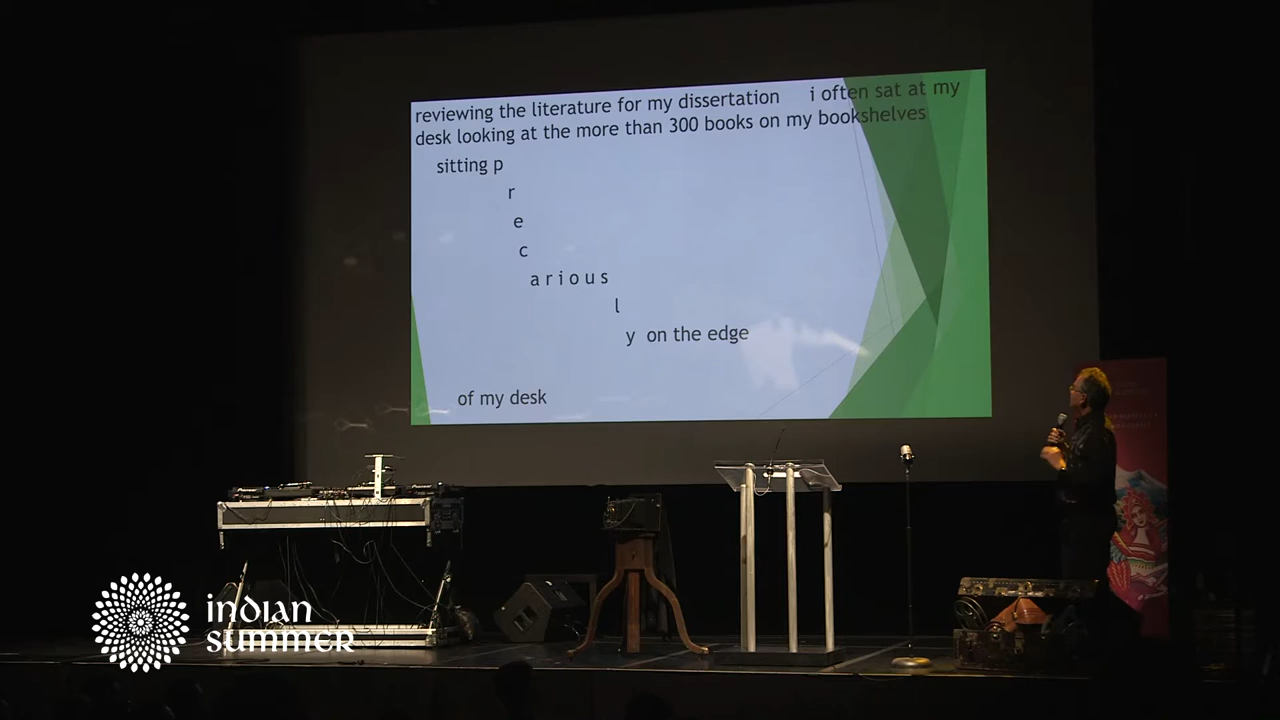 reviewing the literature for my dissertation i often sat at my
desk looking at the more than 300 books on my bookshelves
sitting p
r
e
c
a r i o u s
l
y on the edge
of my desk
indian
summer